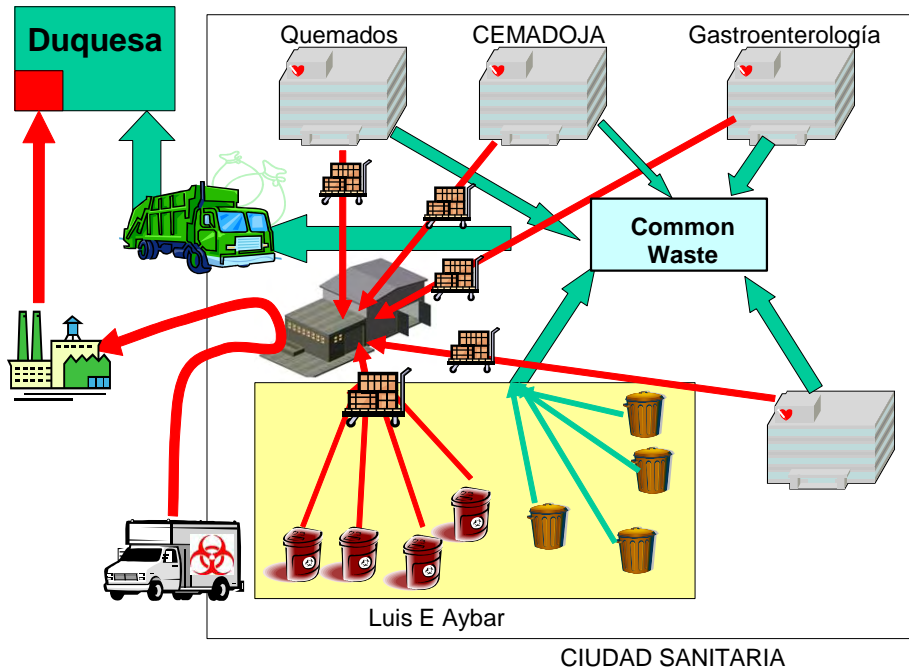 Duquesa
Quemados
CEMADOJA
Gastroenterología
Common
Waste
Luis E Aybar
CIUDAD SANITARIA